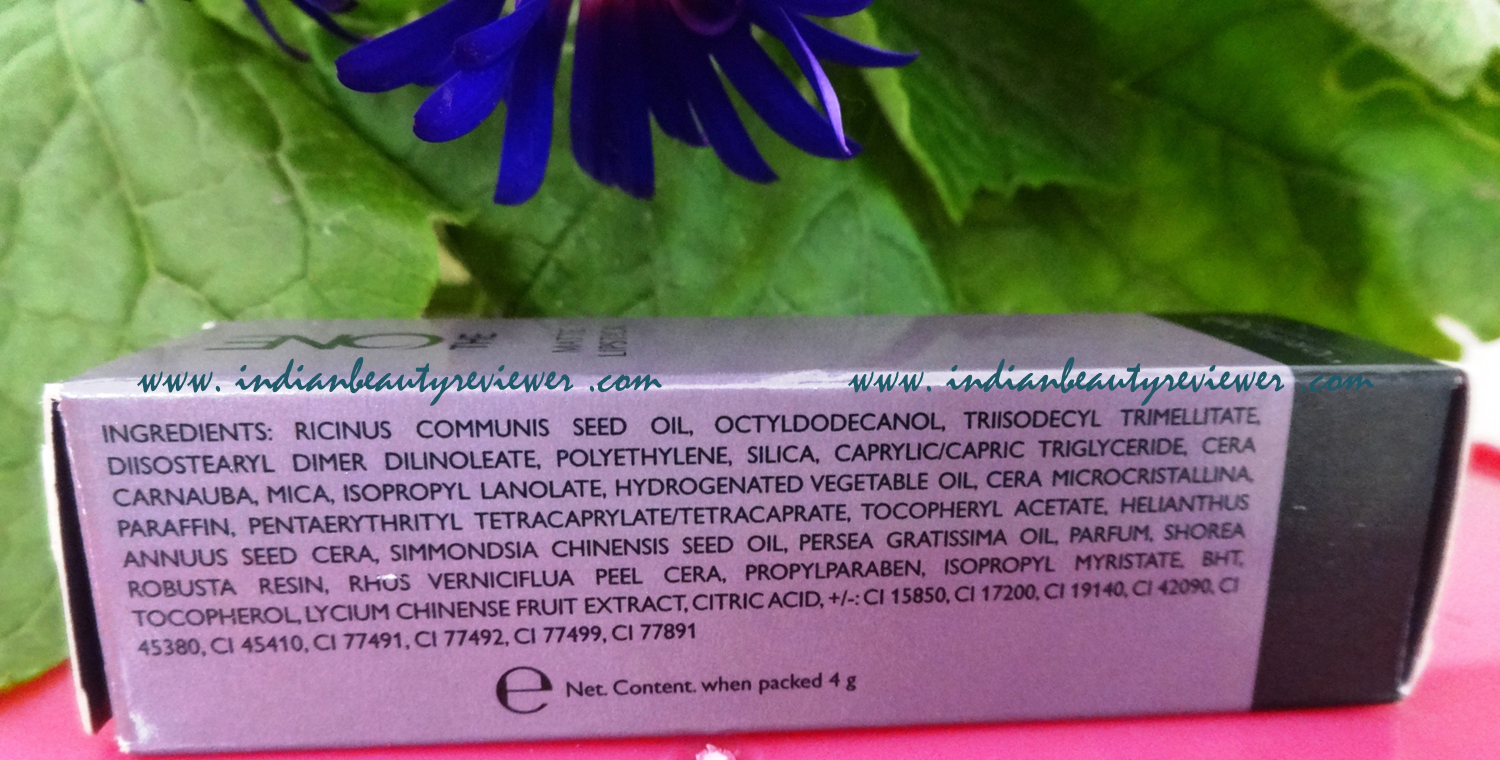 ONE
THE
MATTE
LIPSTICK
www. indianbeautyreviewer .com
www. indianbeautyreviewer .com
INGREDIENTS: RICINUS COMMUNIS SEED OIL, OCTYLDODECANOL, TRIISODECYL TRIMELLITATE,
DIISOSTEARYL DIMER DILINOLEATE, POLYETHYLENE, SILICA, CAPRYLIC/CAPRIC TRIGLYCERIDE, CERA
CARNAUBA, MICA, ISOPROPYL LANOLATE, HYDROGENATED VEGETABLE OIL, CERA MICROCRISTALLINA,
PARAFFIN, PENTAERYTHRITYL TETRACAPRYLATE/TETRACAPRATE, TOCOPHERYL ACETATE, HELIANTHUS
ANNUUS SEED CERA, SIMMONDSIA CHINENSIS SEED OIL, PERSEA GRATISSIMA OIL, PARFUM, SHOREA
ROBUSTA RESIN, RHUS VERNICIFLUA PEEL CERA, PROPYLPARABEN, ISOPROPYL MYRISTATE, BHT,
TOCOPHEROL, LYCIUM CHINENSE FRUIT EXTRACT, CITRIC ACID, +/-: CI 15850, CI 17200, CI 19140, CI 42090, CI
45380, CI 45410, CI 77491, CI 77492, CI 77499, CI 77891
e Net. Content. when packed 4 g